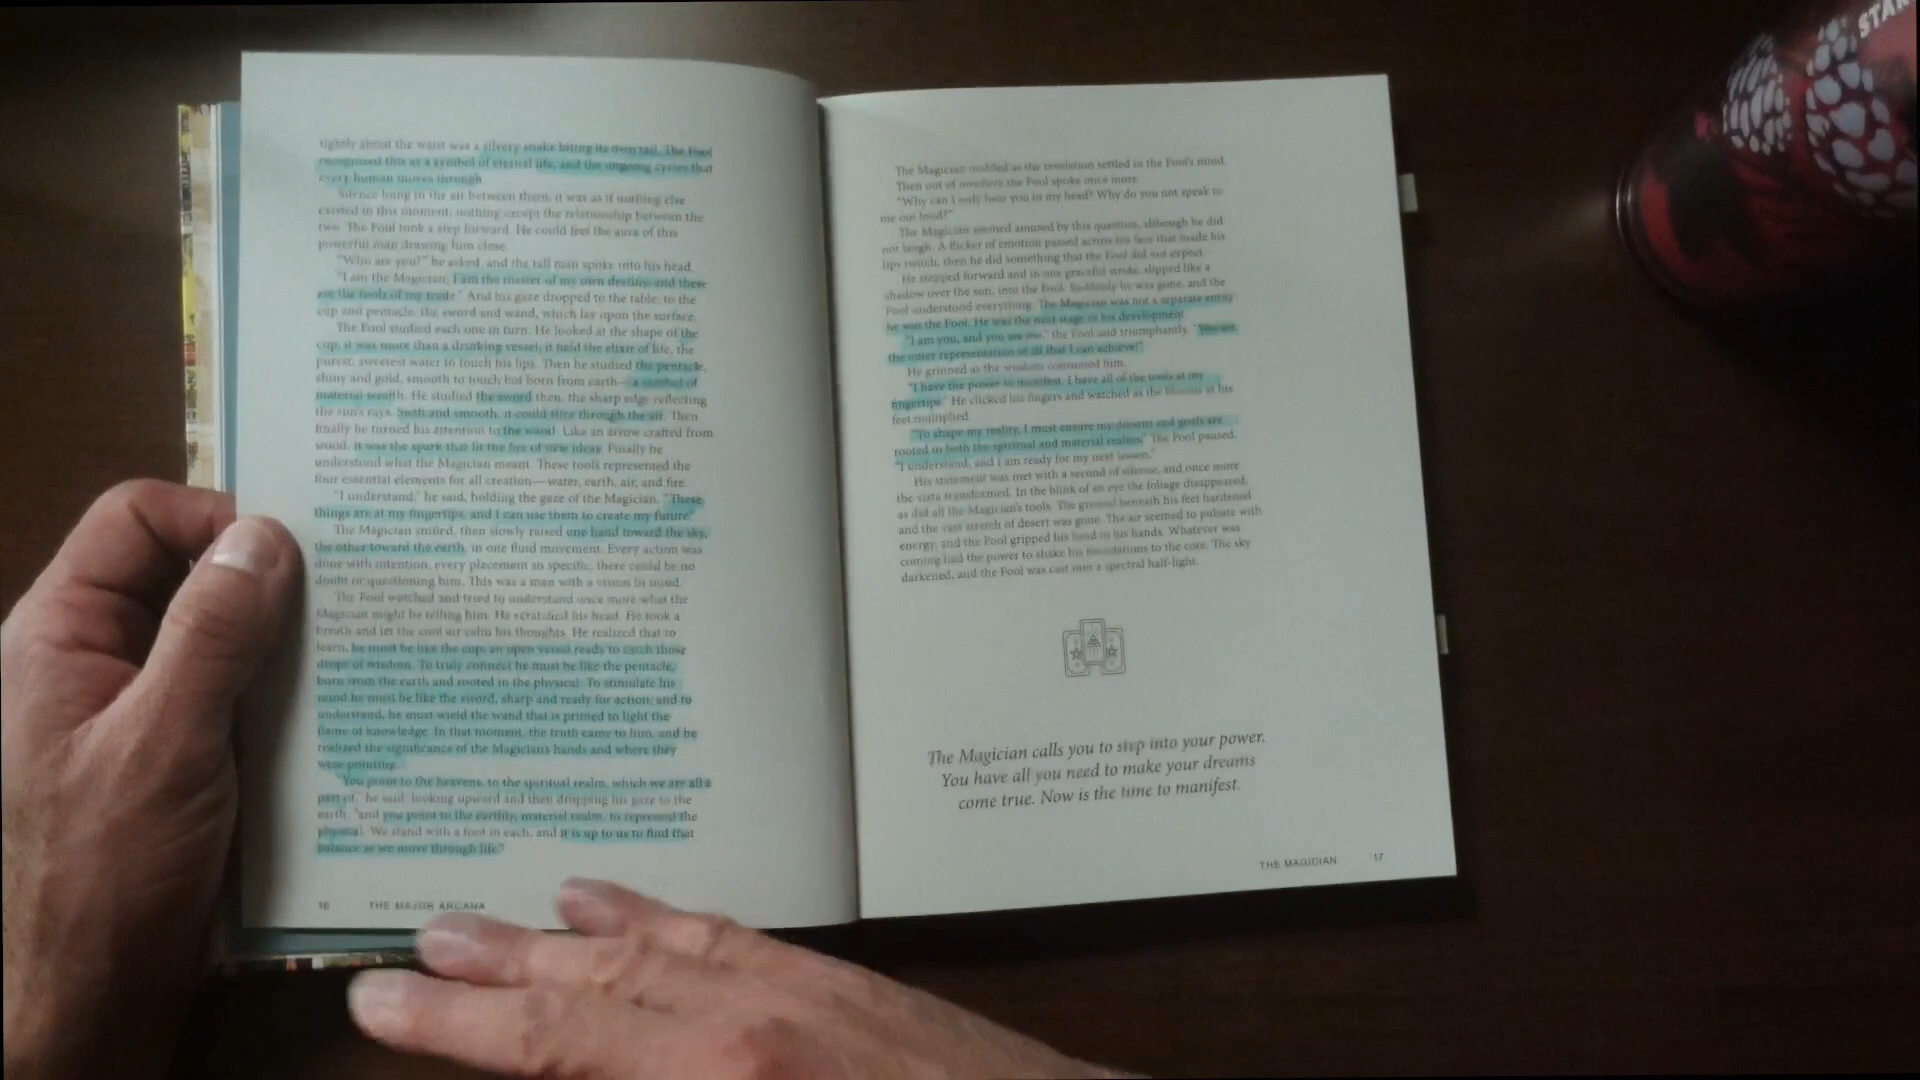 tightly about the waist was a silvery snake biting its own tail. The Fool
recognized this as a symbol of eternal life, and the ongoing cycles that
every human moves through.
Silence hung in the air between them, it was as if nothing else
existed in this moment; nothing except the relationship between the
two. The Fool took a step forward. He could feel the aura of this
powerful man drawing him close.
"Who are you?" he asked, and the tall man spoke into his head.
"I am the Magician, I am the master of my own destiny, and these
are the tools of my trade." And his gaze dropped to the table, to the
cup and pentacle, the sword and wand, which lay upon the surface.
The Fool studied each one in turn. He looked at the shape of the
cup, it was more than a drinking vessel; it held the elixir of life, the
purest, sweetest water to touch his lips. Then he studied the pentacle,
shiny and gold, smooth to touch but born from earth—a symbol of
material wealth. He studied the sword then, the sharp edge reflecting
the sun's rays. Swift and smooth, it could slice through the air. Then
finally he turned his attention to the wand. Like an arrow crafted from
wood, it was the spark that lit the fire of new ideas. Finally he
understood what the Magician meant. These tools represented the
four essential elements for all creation—water, earth, air, and fire.
"I understand," he said, holding the gaze of the Magician. "These
things are at my fingertips, and I can use them to create my future."
The Magician smiled, then slowly raised one hand toward the sky,
the other toward the earth, in one fluid movement. Every action was
done with intention, every placement so specific, there could be no
doubt or questioning him. This was a man with a vision in mind.
The Fool watched and tried to understand once more what the
Magician might be telling him. He scratched his head. He took a
breath and let the cool air calm his thoughts. He realized that to
learn, he must be like the cup; an open vessel ready to catch those
drops of wisdom. To truly connect he must be like the pentacle,
born from the earth and rooted in the physical. To stimulate his
mind he must be like the sword, sharp and ready for action; and to
understand, he must wield the wand that is primed to light the
flame of knowledge. In that moment, the truth came to him, and he
realized the significance of the Magician's hands and where they
were pointing.
"You point to the heavens, to the spiritual realm, which we are all a
part of," he said, looking upward and then dropping his gaze to the
earth, "and you point to the earthly, material realm, to represent the
physical. We stand with a foot in each, and it is up to us to find that
balance as we move through life."
16 THE MAJOR ARCANA
The Magician nodded as the resolution settled in the Fool's mind.
Then out of nowhere the Fool spoke once more.
"Why can I only hear you in my head? Why do you not speak to
me out loud?"
The Magician seemed amused by this question, although he did
not laugh. A flicker of emotion passed across his face that made his
lips twitch, then he did something that the Fool did not expect.
He stepped forward and in one graceful stride, slipped like a
shadow over the sun, into the Fool. Suddenly he was gone, and the
Fool understood everything. The Magician was not a separate entity
he was the Fool. He was the next stage in his development.
"I am you, and you are me," the Fool said triumphantly. "You are
the outer representation of all that I can achieve!"
He grinned as the wisdom consumed him.
"I have the power to manifest. I have all of the tools at my
fingertips." He clicked his fingers and watched as the blooms at his
feet multiplied.
"To shape my reality, I must ensure my dreams and goals are
rooted in both the spiritual and material realms." The Fool paused.
"I understand, and I am ready for my next lesson."
His statement was met with a second of silence, and once more
the vista transformed. In the blink of an eye the foliage disappeared,
as did all the Magician's tools. The ground beneath his feet hardened
and the vast stretch of desert was gone. The air seemed to pulsate with
energy, and the Fool gripped his head in his hands. Whatever was
coming had the power to shake his foundations to the core. The sky
darkened, and the Fool was cast into a spectral half-light.
The Magician calls you to step into your power.
You have all you need to make your dreams
come true. Now is the time to manifest.
THE MAGICIAN 17